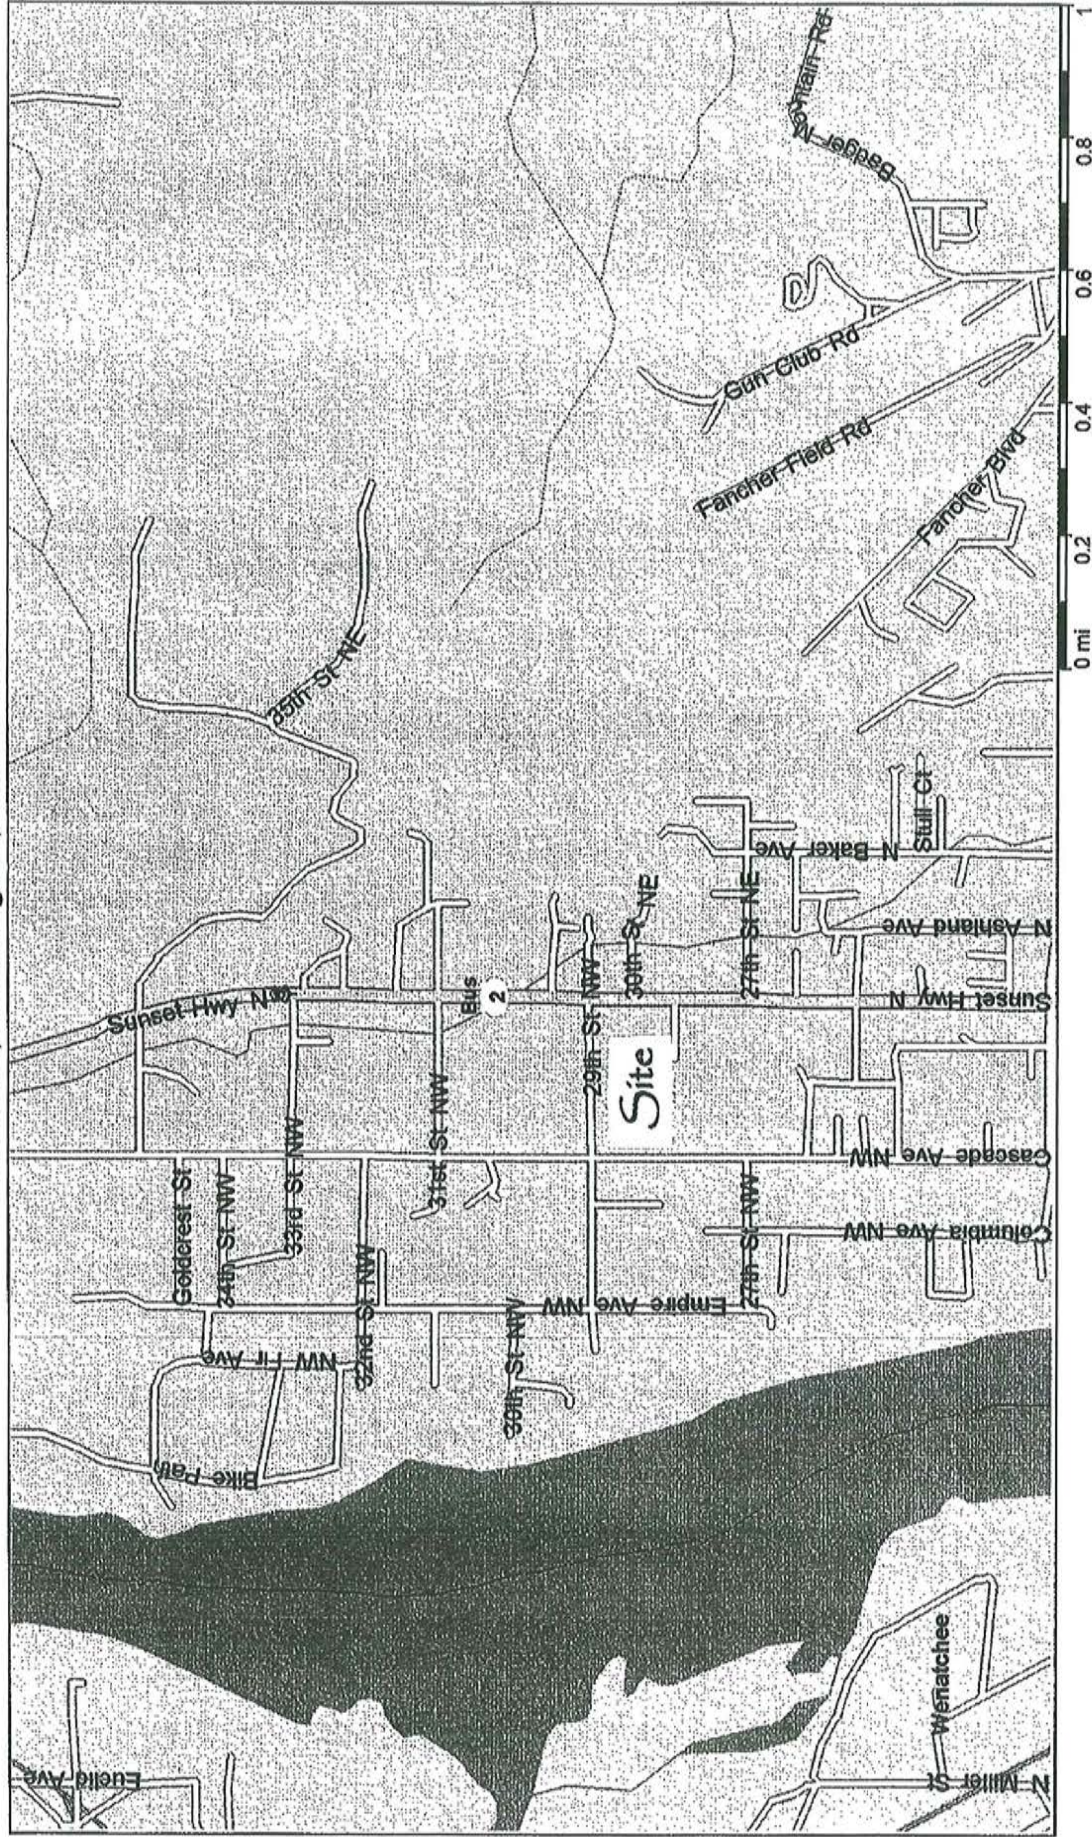 Euclid Ave
N Miller St
Wenatchee
Bike Path
NW Fir Ave
Goldcrest St
34th St NW
33rd St NW
32nd St NW
31st St NW
30th St NW
29th St NW
27th St NW
Empire Ave NW
Columbia Ave NW
Cascade Ave NW
Site
Sunset Hwy N
Bus
2
Sunset Hwy N
30th St NE
27th St NE
N Ashland Ave
N Baker Ave
Stull Ct
35th St NE
Fancher Blvd
Fancher Field Rd
Gun Club Rd
Badger Mountain Rd
0 mi 0.2 0.4 0.6 0.8 1